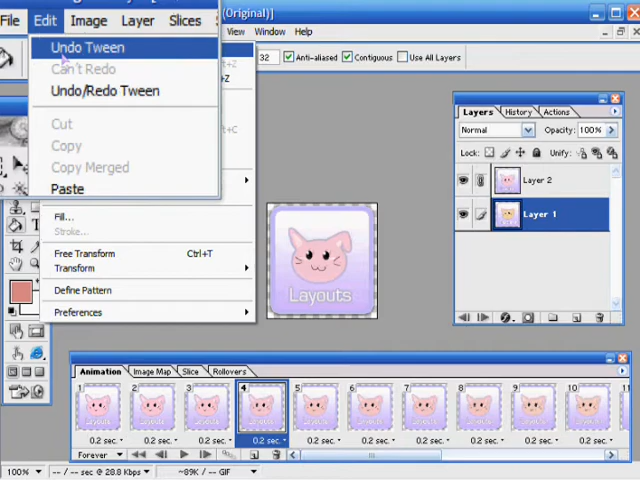 File Edit Image Layer Slices
(Original)]
View Window Help
Undo Tween
Can't Redo
Undo/Redo Tween
Cut
Copy
Copy Merged
Paste
Fill...
Stroke...
Free Transform Ctrl+T
Transform
Define Pattern
Preferences
32 Anti-aliased Contiguous Use All Layers
Layers History Actions
Normal Opacity: 100%
Lock: Unify:
Layer 2
Layer 1
Layouts
Animation Image Map Slice Rollovers
1 2 3 4 5 6 7 8 9 10 11
0.2 sec. 0.2 sec. 0.2 sec. 0.2 sec. 0.2 sec. 0.2 sec. 0.2 sec. 0.2 sec. 0.2 sec. 0.2 sec.
Forever
100% -- / -- sec @ 28.8 Kbps -- / -- ~89K / -- GIF